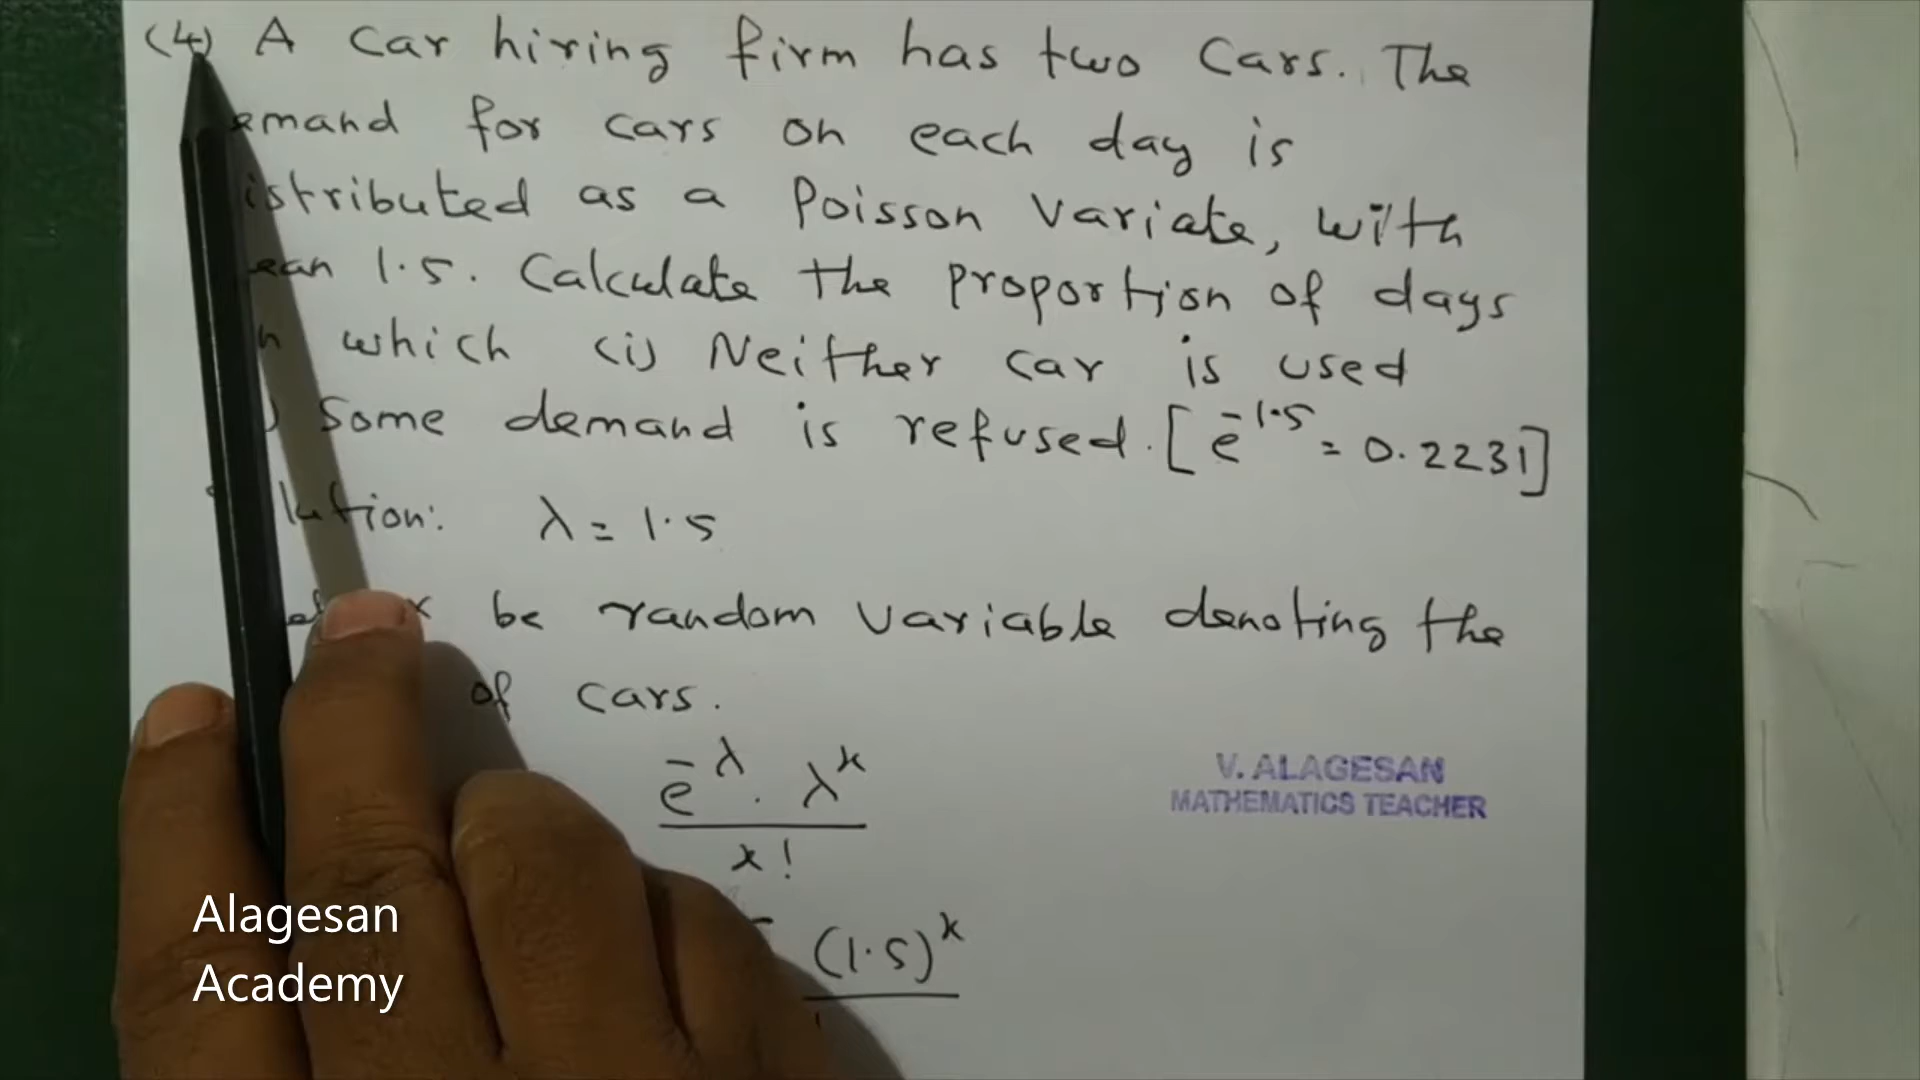 (4) A car hiring firm has two cars. The
emand for cars on each day is
istributed as a Poisson variate, with
ean 1.5. Calculate the proportion of days
n which (i) Neither car is used
) Some demand is refused. [e^-1.5 = 0.2231]
lution: λ = 1.5
x be random variable denoting the
of cars.
e^-λ . λ^x
x!
(1.5)^x
V. ALAGESAN
MATHEMATICS TEACHER
Alagesan
Academy